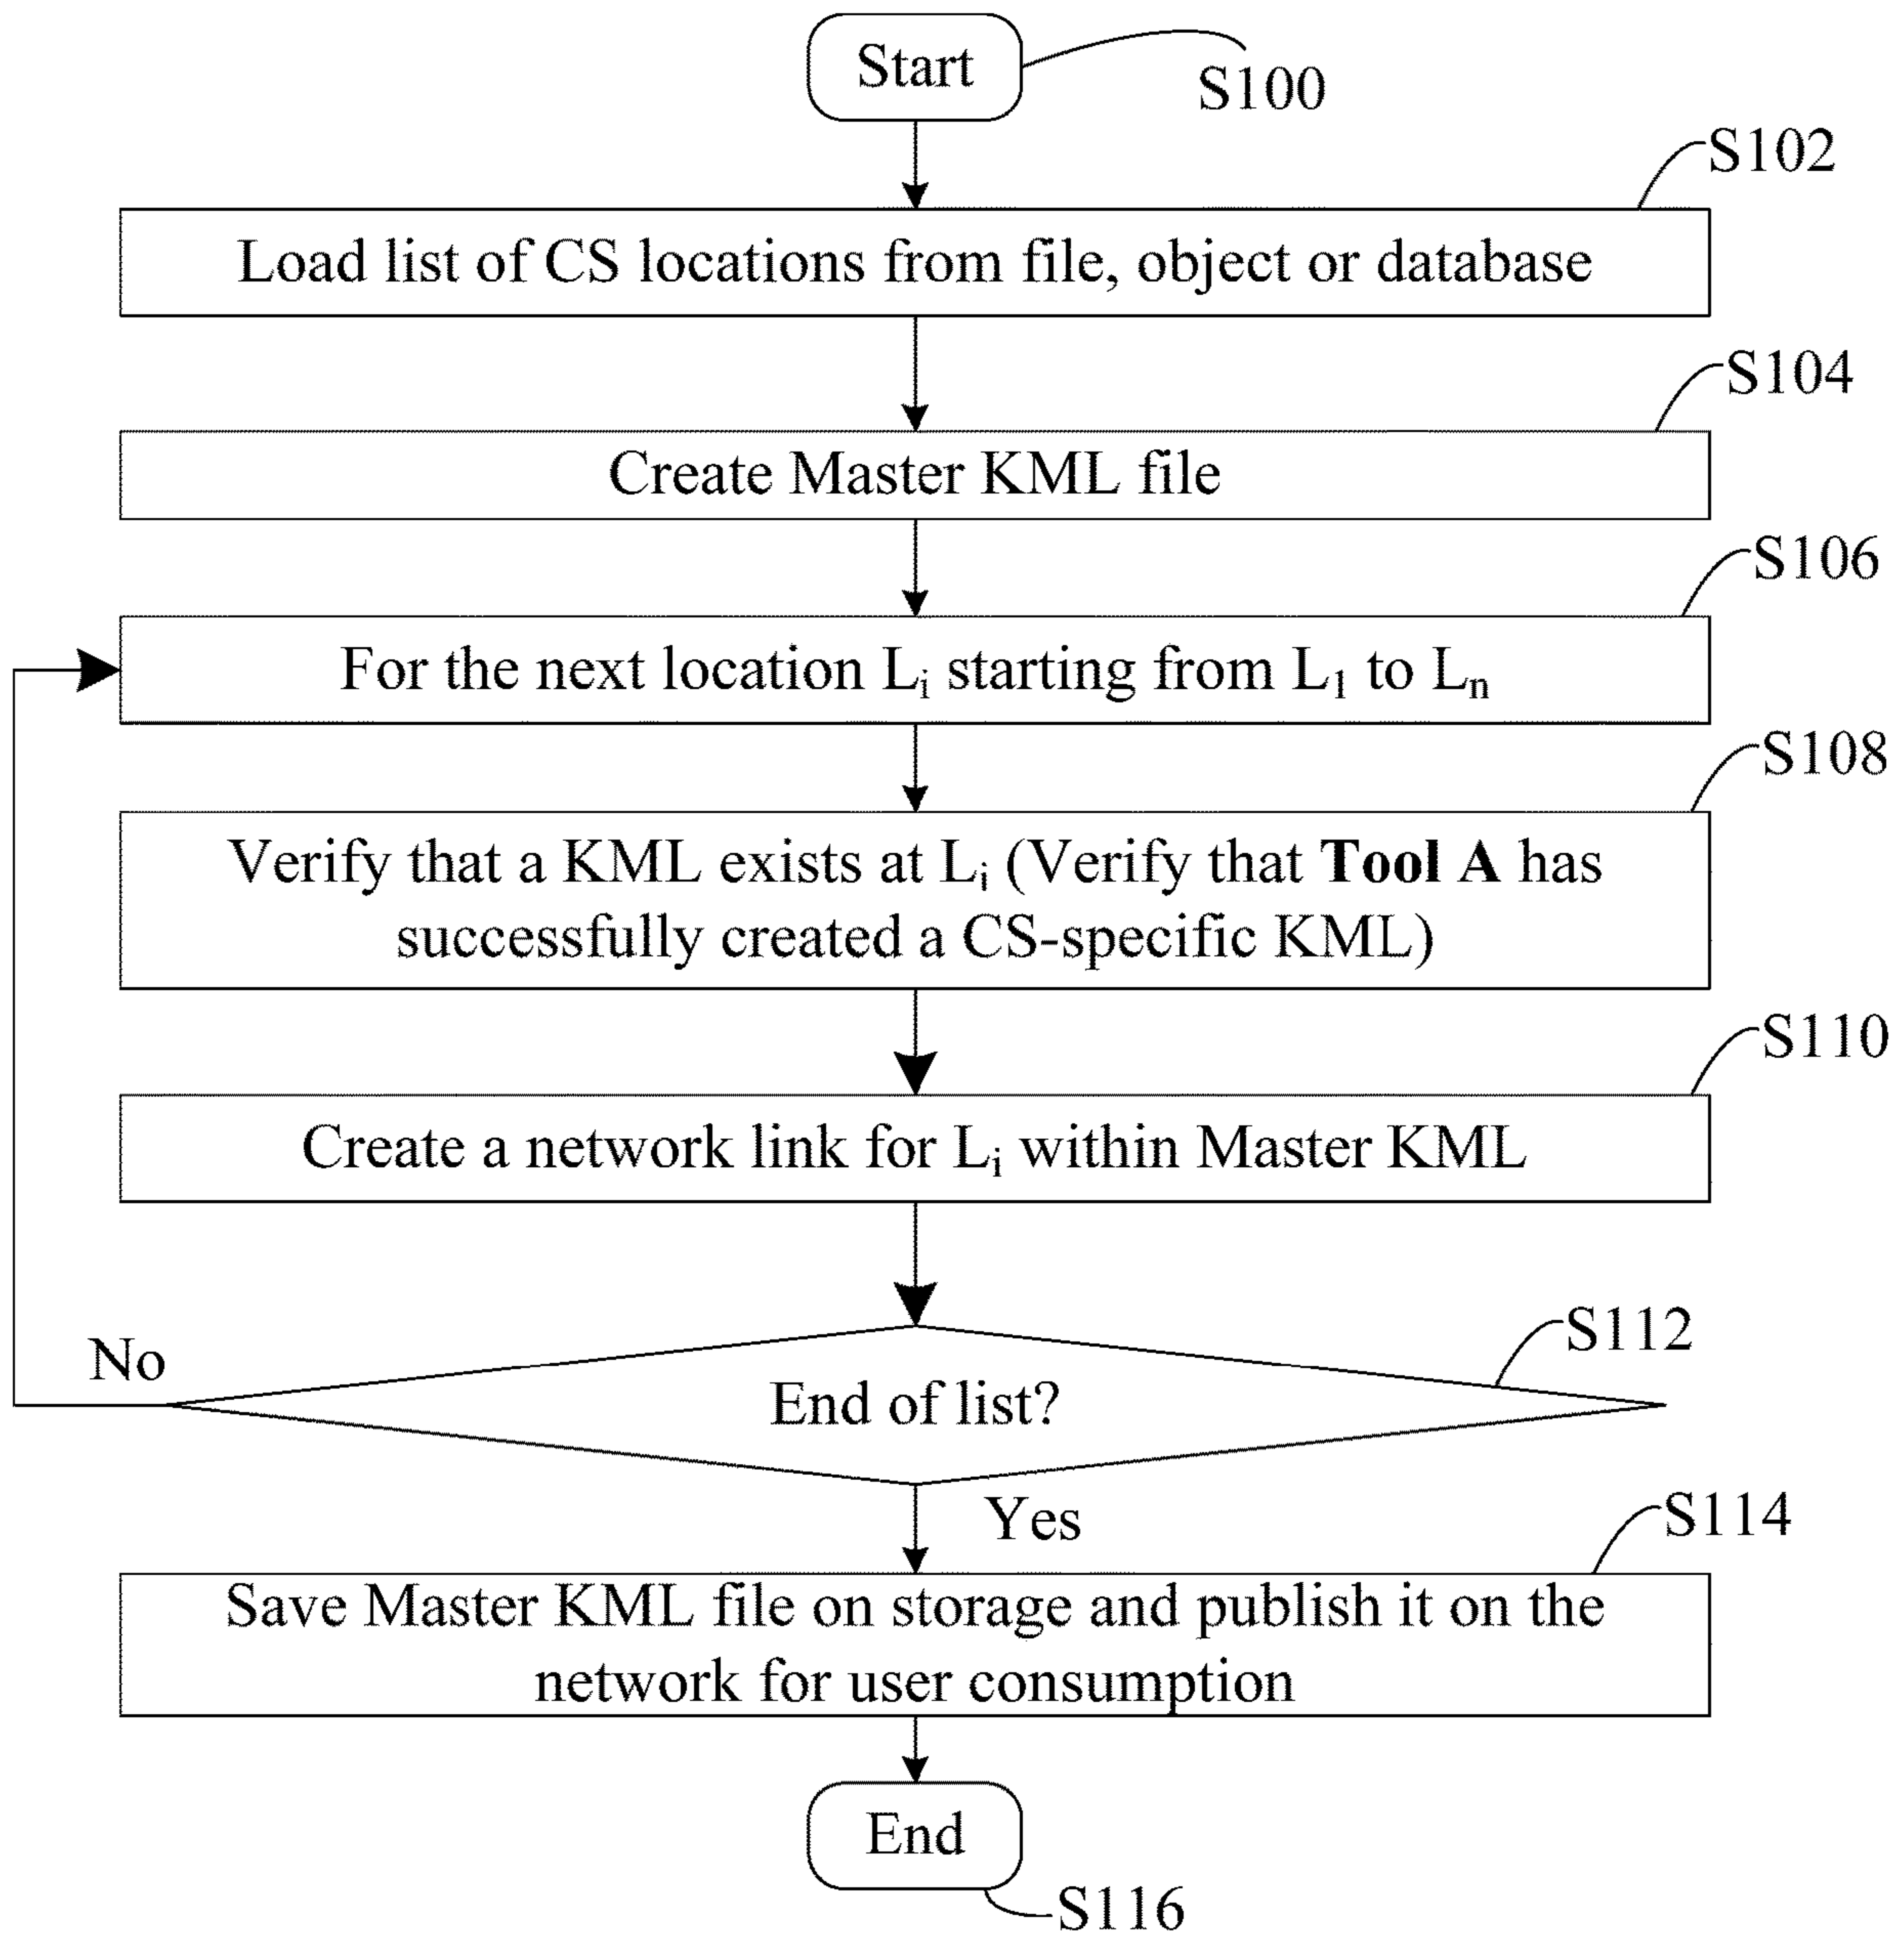 Start
S100
S102
Load list of CS locations from file, object or database
S104
Create Master KML file
S106
For the next location Li starting from L1 to Ln
S108
Verify that a KML exists at Li (Verify that Tool A has
successfully created a CS-specific KML)
S110
Create a network link for Li within Master KML
S112
No
End of list?
Yes
S114
Save Master KML file on storage and publish it on the
network for user consumption
End
S116